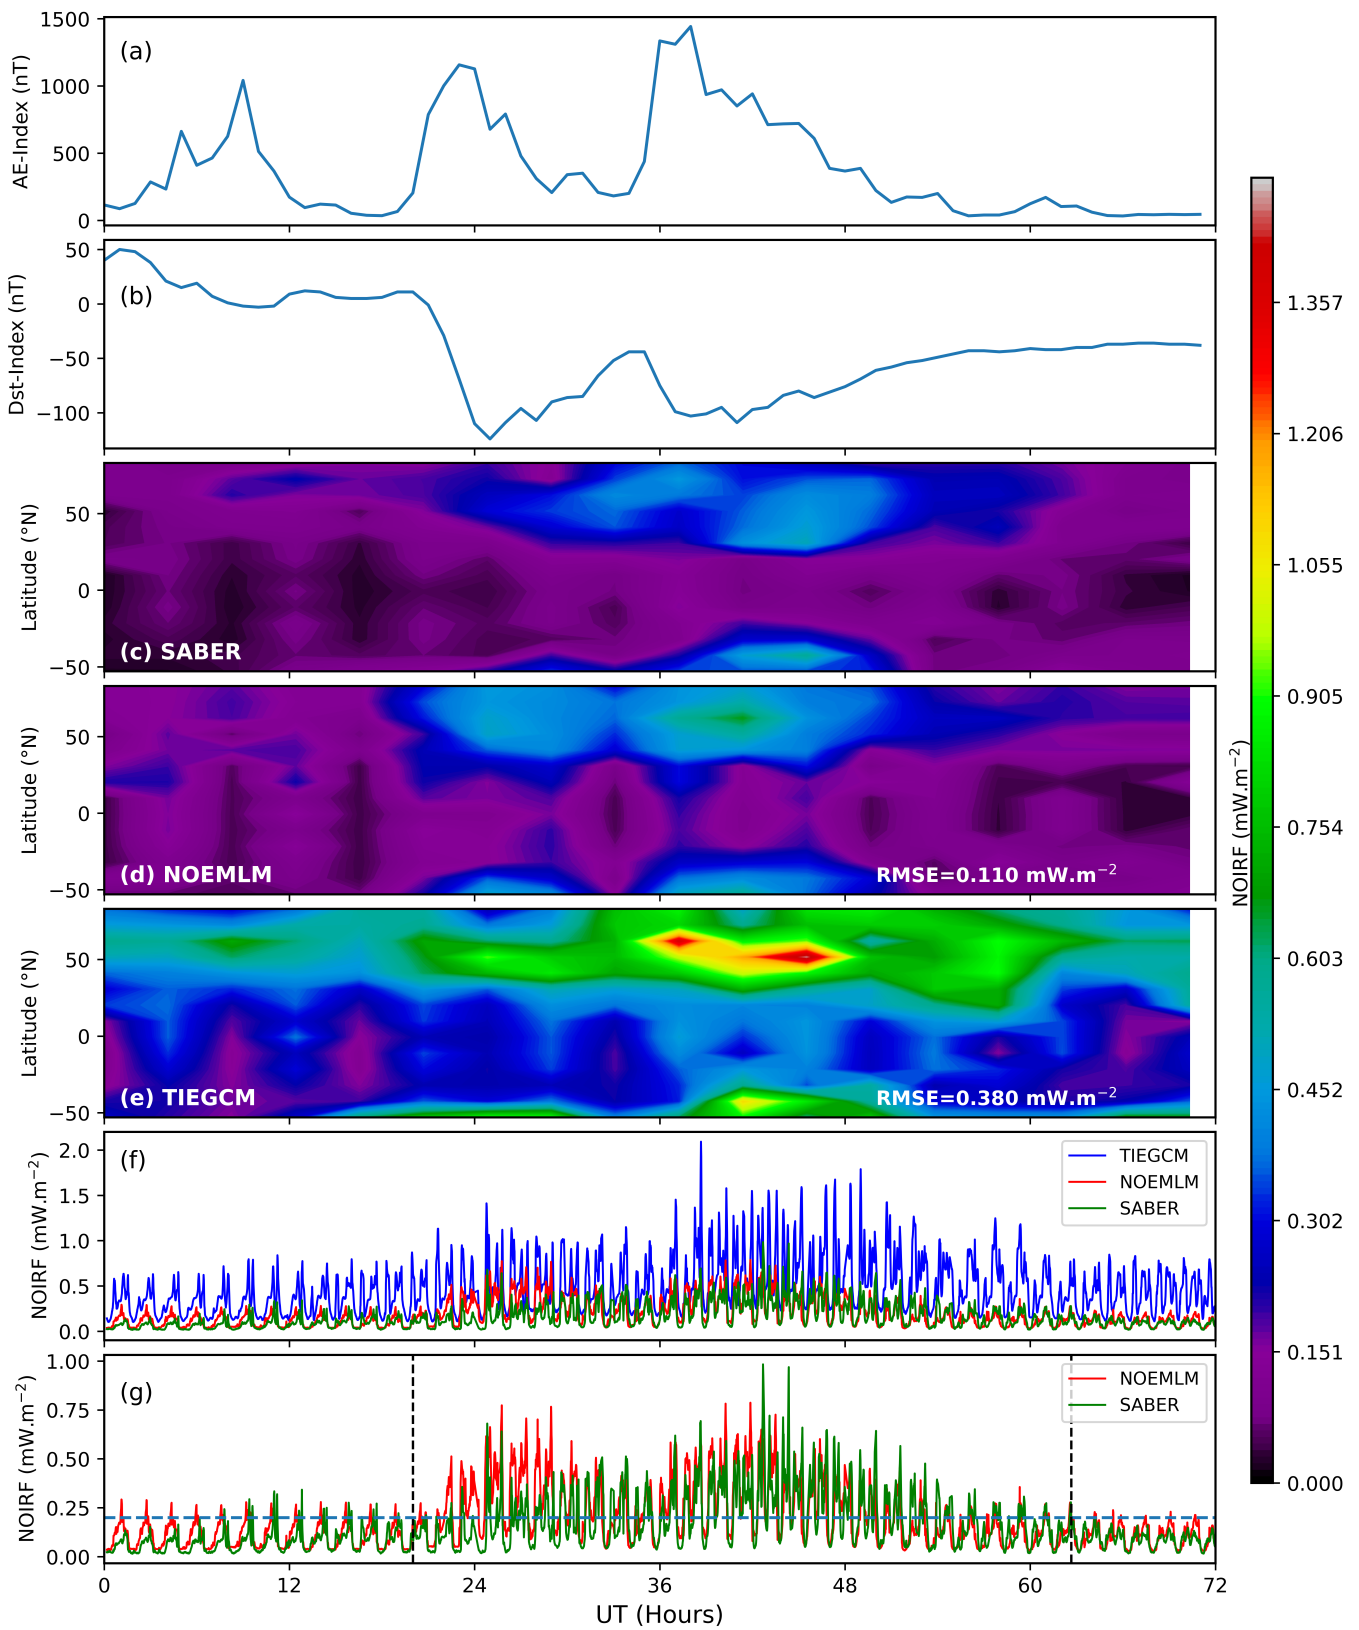 1500
1000
500
0
AE-Index (nT)
(a)
50
0
−50
−100
Dst-Index (nT)
(b)
50
0
−50
Latitude (°N)
(c) SABER
50
0
−50
Latitude (°N)
(d) NOEMLM
RMSE=0.110 mW.m⁻²
50
0
−50
Latitude (°N)
(e) TIEGCM
RMSE=0.380 mW.m⁻²
2.0
1.5
1.0
0.5
0.0
NOIRF (mW.m⁻²)
(f)
TIEGCM
NOEMLM
SABER
1.00
0.75
0.50
0.25
0.00
NOIRF (mW.m⁻²)
(g)
NOEMLM
SABER
0 12 24 36 48 60 72
UT (Hours)
1.357
1.206
1.055
0.905
0.754
0.603
0.452
0.302
0.151
0.000
NOIRF (mW.m⁻²)